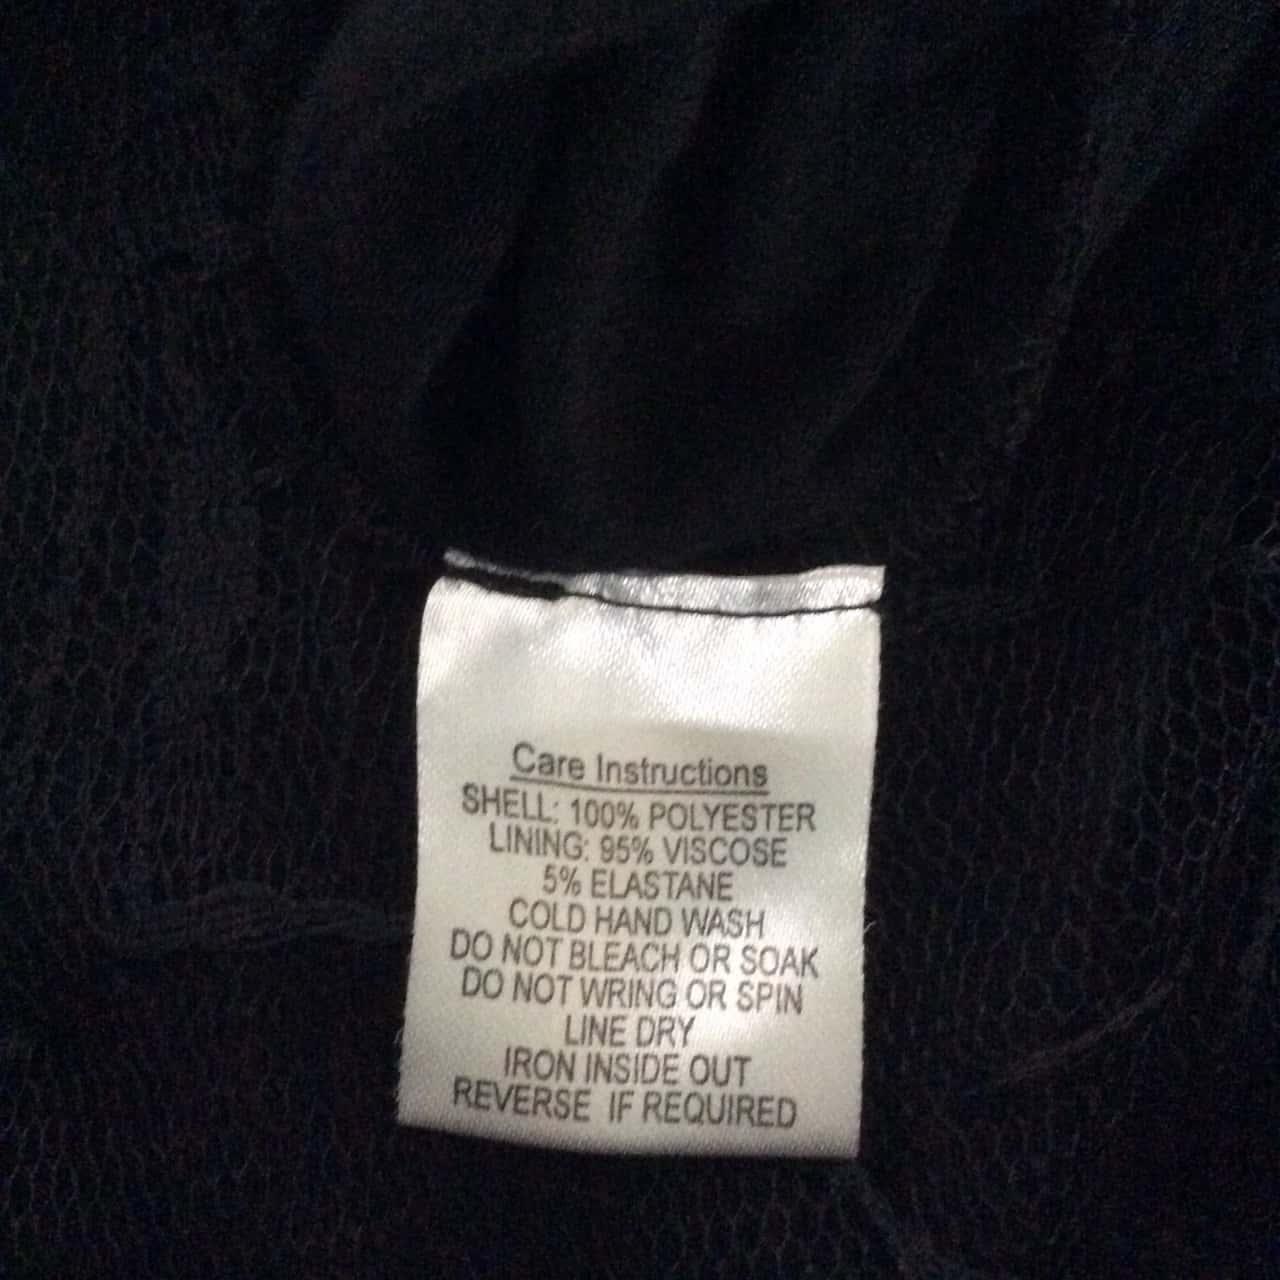 Care Instructions
SHELL: 100% POLYESTER
LINING: 95% VISCOSE
5% ELASTANE
COLD HAND WASH
DO NOT BLEACH OR SOAK
DO NOT WRING OR SPIN
LINE DRY
IRON INSIDE OUT
REVERSE IF REQUIRED